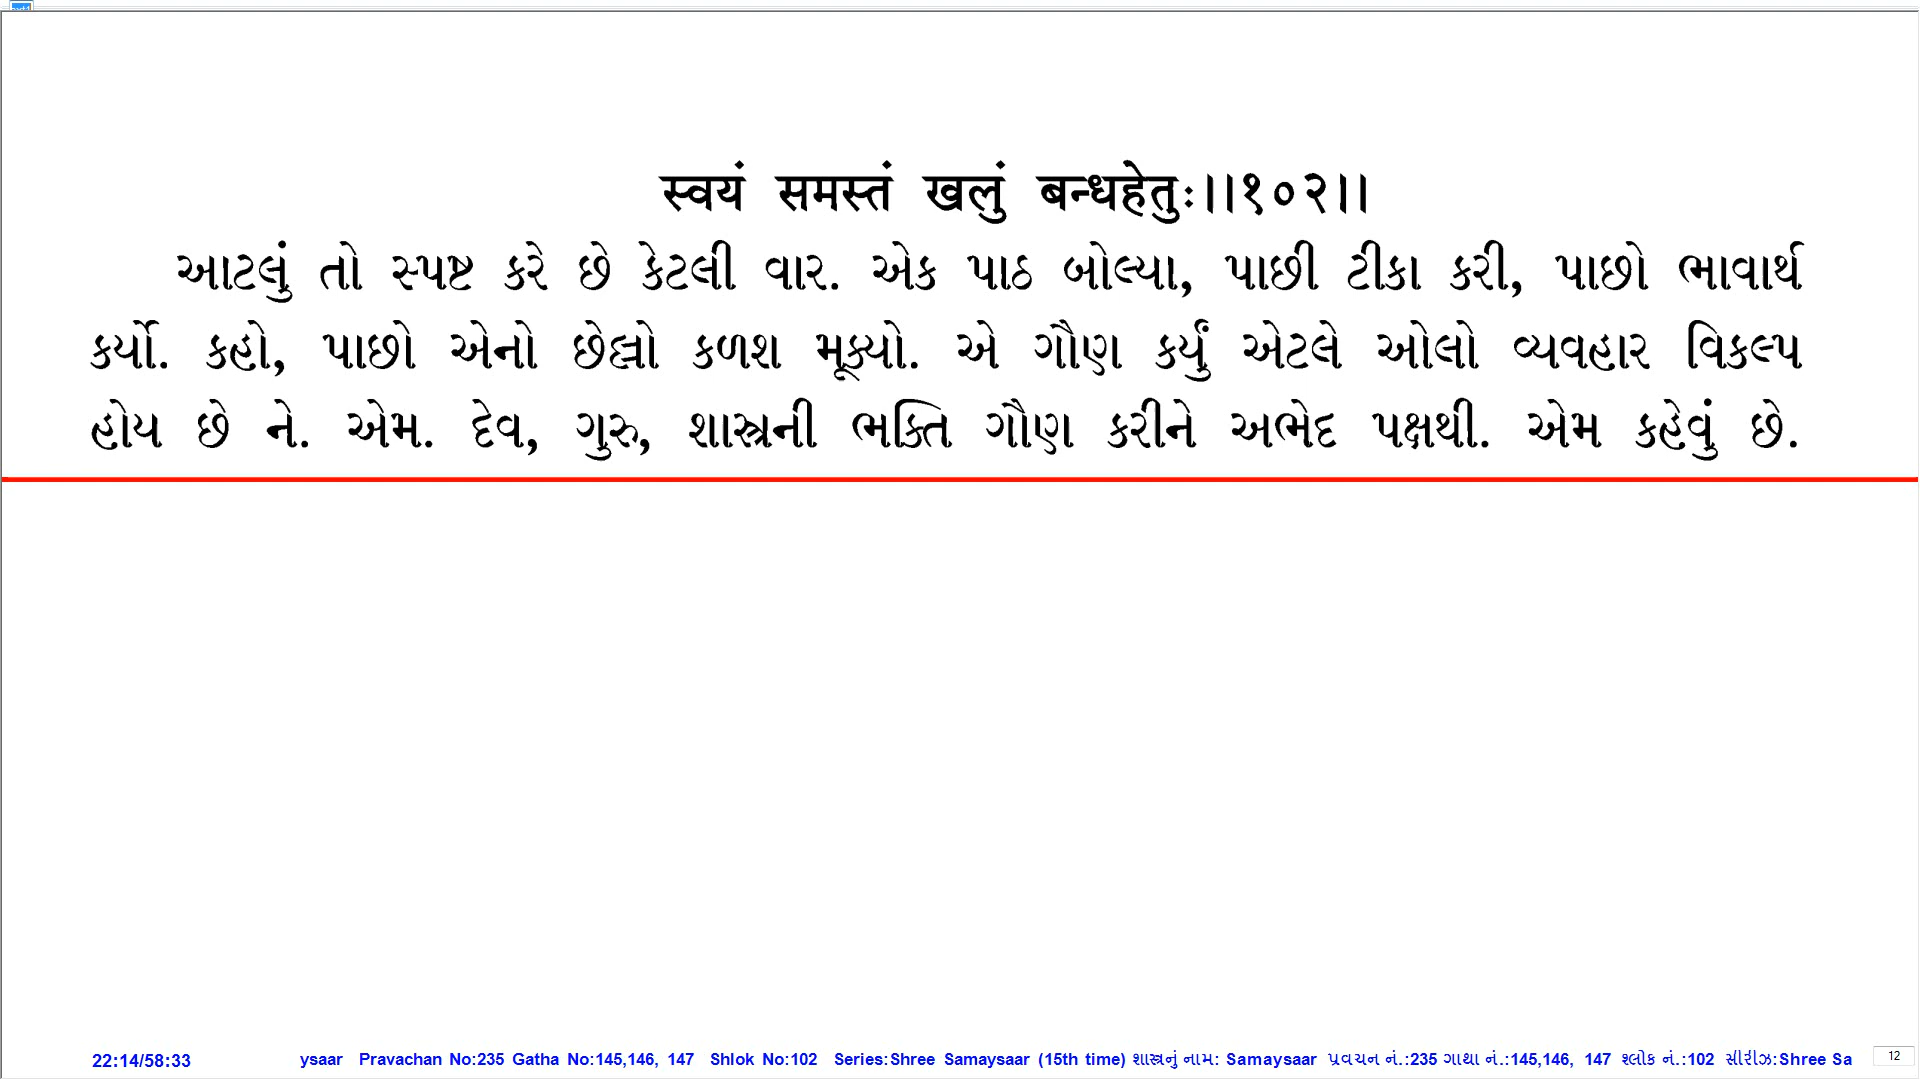 स्वयं समस्तं खलुं बन्धहेतुः।।१०२।।
આટલું તો સ્પષ્ટ કરે છે કેટલી વાર. એક પાઠ બોલ્યા, પાછી ટીકા કરી, પાછો ભાવાર્થ
કર્યો. કહો, પાછો એનો છેલ્લો કળશ મૂક્યો. એ ગૌણ કર્યું એટલે ઓલો વ્યવહાર વિકલ્પ
હોય છે ને. એમ. દેવ, ગુરુ, શાસ્ત્રની ભક્તિ ગૌણ કરીને અભેદ પક્ષથી. એમ કહેવું છે.
22:14/58:33 ysaar Pravachan No:235 Gatha No:145,146, 147 Shlok No:102 Series:Shree Samaysaar (15th time) શાસ્ત્રનું નામ: Samaysaar પ્રવચન નં.:235 ગાથા નં.:145,146, 147 શ્લોક નં.:102 સીરીઝ:Shree Sa 12